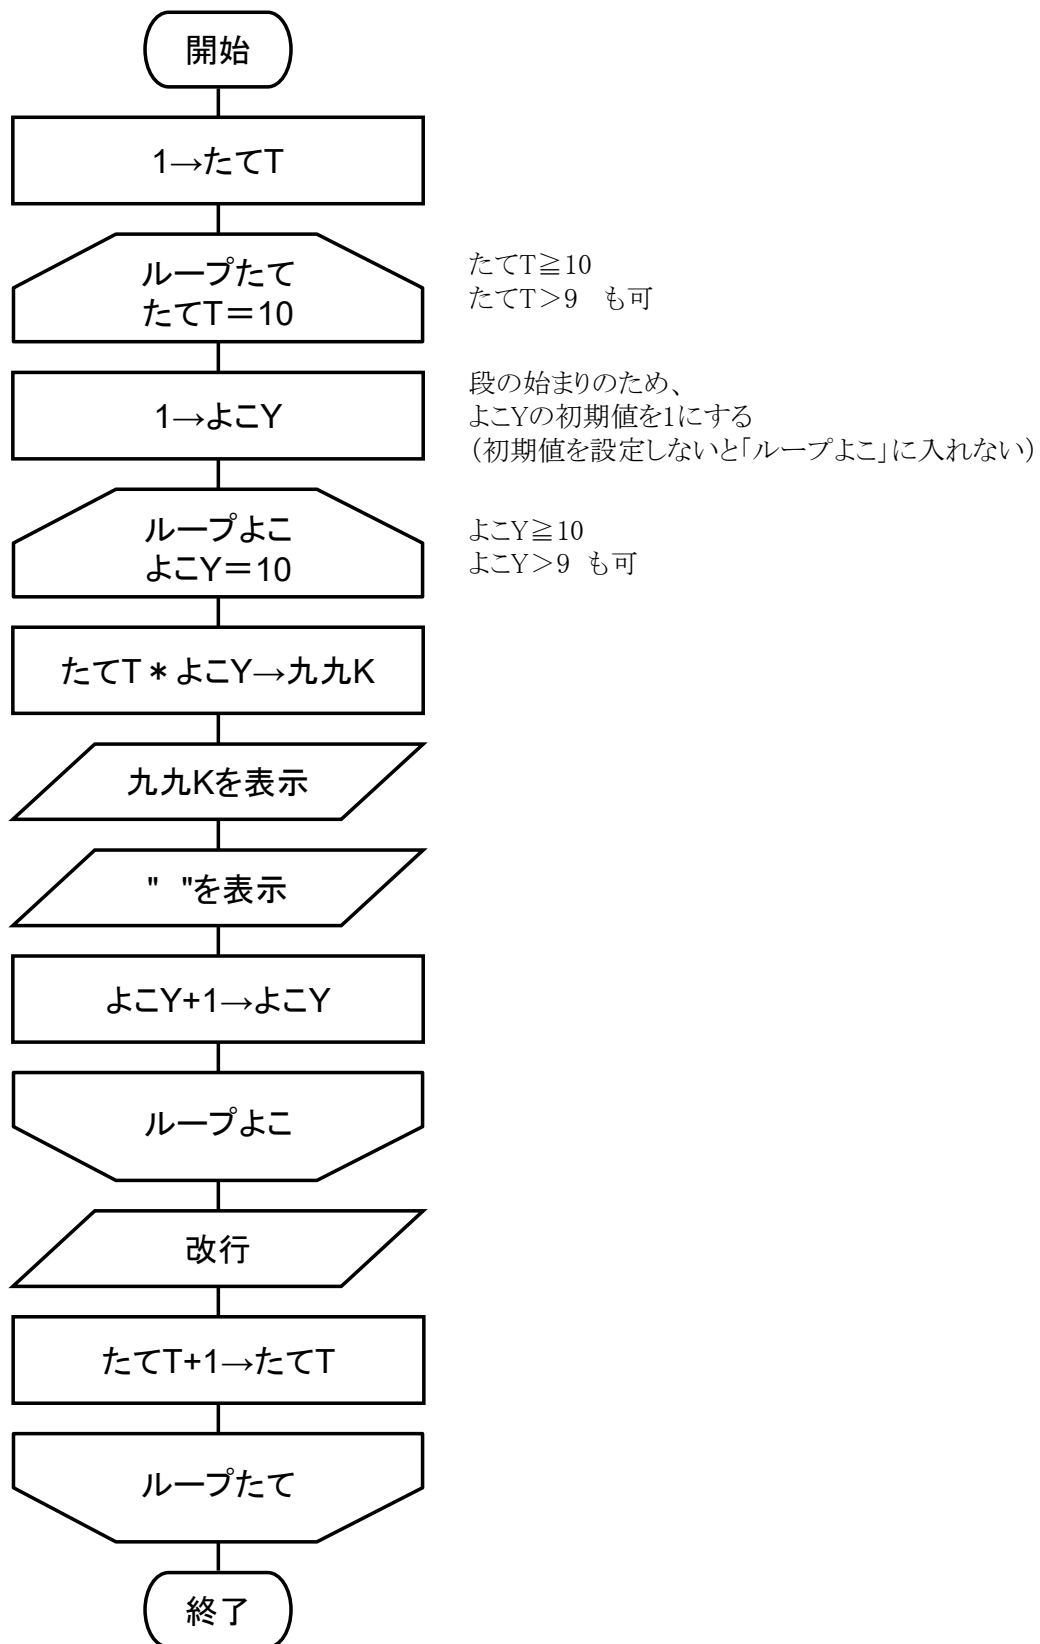 開始
1→たてT
ループたて
たてT＝10
たてT≧10
たてT＞9　も可
1→よこY
段の始まりのため、
よこYの初期値を1にする
（初期値を設定しないと「ループよこ」に入れない）
ループよこ
よこY＝10
よこY≧10
よこY＞9　も可
たてT＊よこY→九九K
九九Kを表示
"　"を表示
よこY+1→よこY
ループよこ
改行
たてT+1→たてT
ループたて
終了